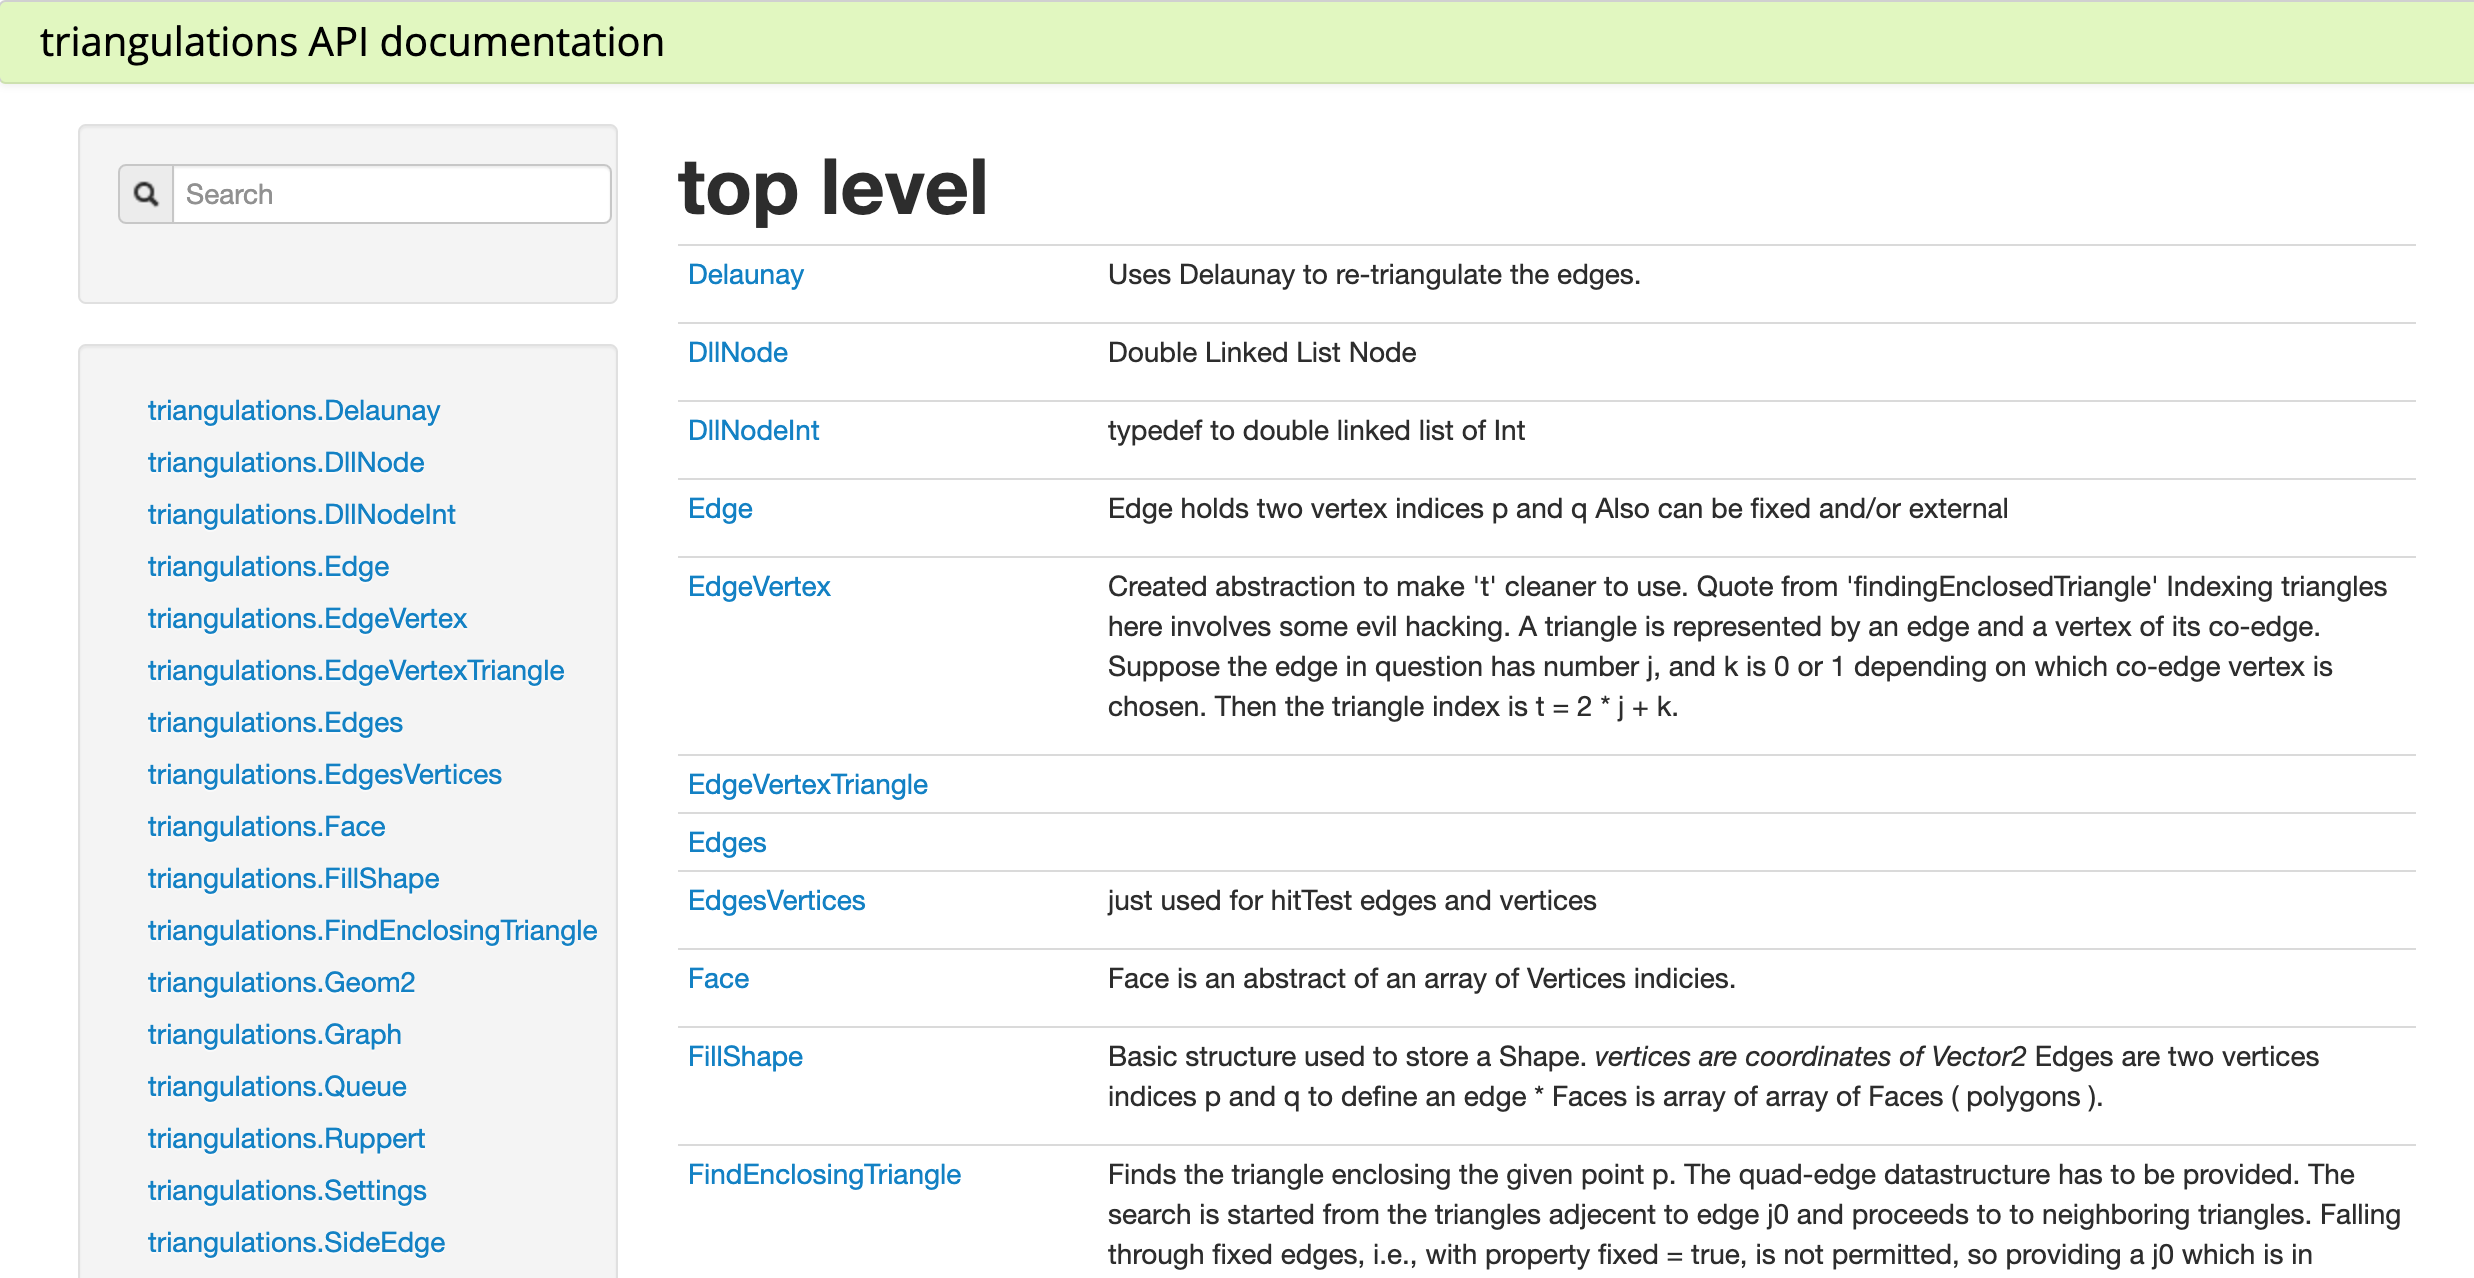 triangulations API documentation
Search
triangulations.Delaunay
triangulations.DllNode
triangulations.DllNodeInt
triangulations.Edge
triangulations.EdgeVertex
triangulations.EdgeVertexTriangle
triangulations.Edges
triangulations.EdgesVertices
triangulations.Face
triangulations.FillShape
triangulations.FindEnclosingTriangle
triangulations.Geom2
triangulations.Graph
triangulations.Queue
triangulations.Ruppert
triangulations.Settings
triangulations.SideEdge
top level
Delaunay Uses Delaunay to re-triangulate the edges.
DllNode Double Linked List Node
DllNodeInt typedef to double linked list of Int
Edge Edge holds two vertex indices p and q Also can be fixed and/or external
EdgeVertex Created abstraction to make 't' cleaner to use. Quote from 'findingEnclosedTriangle' Indexing triangles
here involves some evil hacking. A triangle is represented by an edge and a vertex of its co-edge.
Suppose the edge in question has number j, and k is 0 or 1 depending on which co-edge vertex is
chosen. Then the triangle index is t = 2 * j + k.
EdgeVertexTriangle
Edges
EdgesVertices just used for hitTest edges and vertices
Face Face is an abstract of an array of Vertices indicies.
FillShape Basic structure used to store a Shape. vertices are coordinates of Vector2 Edges are two vertices
indices p and q to define an edge * Faces is array of array of Faces ( polygons ).
FindEnclosingTriangle Finds the triangle enclosing the given point p. The quad-edge datastructure has to be provided. The
search is started from the triangles adjecent to edge j0 and proceeds to to neighboring triangles. Falling
through fixed edges, i.e., with property fixed = true, is not permitted, so providing a j0 which is in